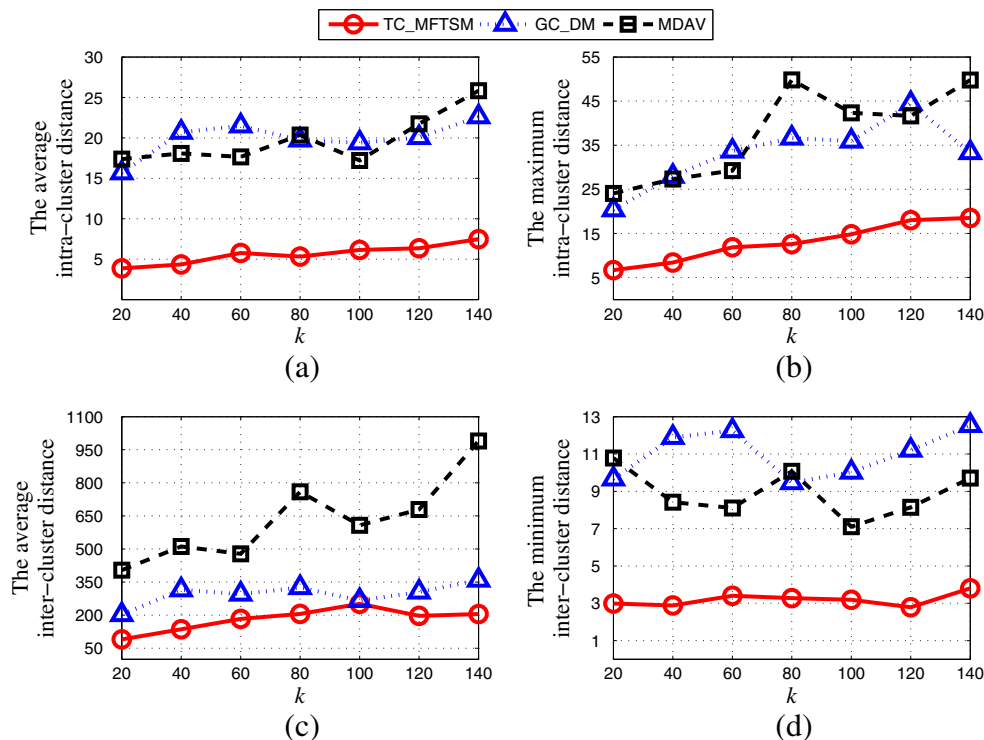 TC_MFTSM GC_DM MDAV
30
25
20
15
10
5
The average
intra-cluster distance
20 40 60 80 100 120 140
k
(a)
55
45
35
25
15
5
The maximum
intra-cluster distance
20 40 60 80 100 120 140
k
(b)
1100
950
800
650
500
350
200
50
The average
inter-cluster distance
20 40 60 80 100 120 140
k
(c)
13
11
9
7
5
3
1
The minimum
inter-cluster distance
20 40 60 80 100 120 140
k
(d)